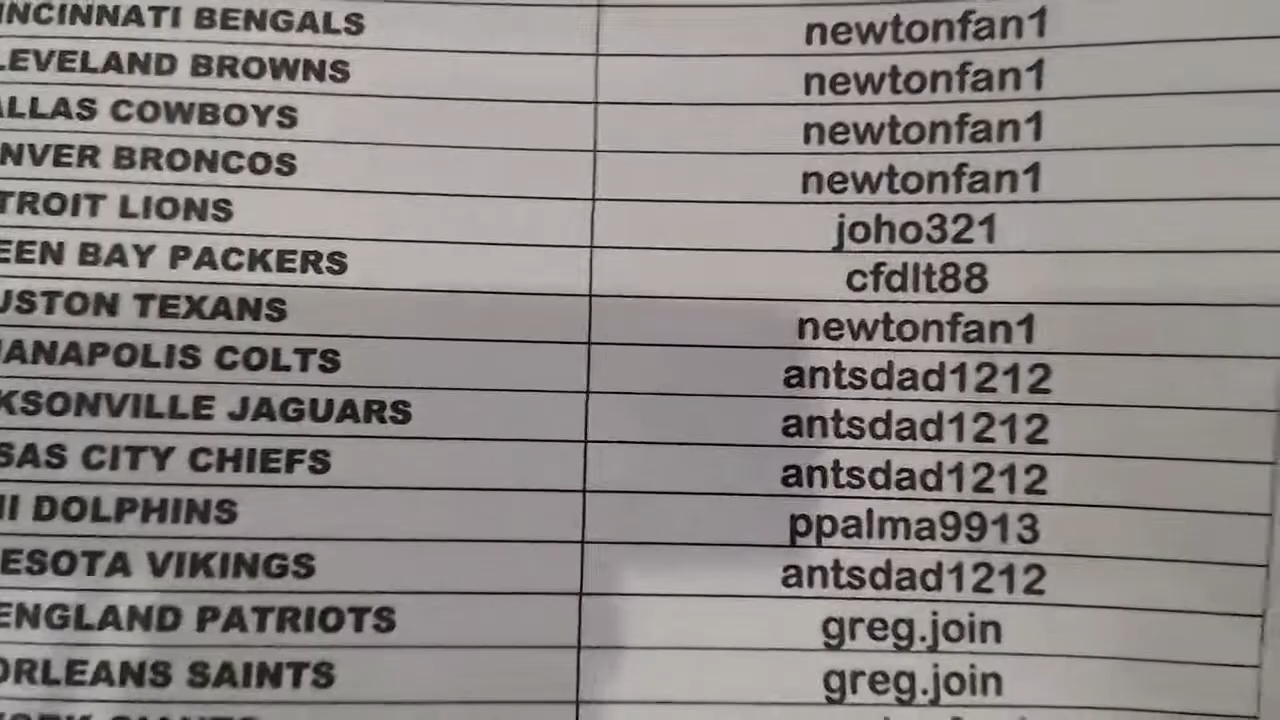 INCINNATI BENGALS newtonfan1
LEVELAND BROWNS newtonfan1
ALLAS COWBOYS newtonfan1
NVER BRONCOS newtonfan1
TROIT LIONS joho321
EEN BAY PACKERS cfdlt88
USTON TEXANS newtonfan1
IANAPOLIS COLTS antsdad1212
KSONVILLE JAGUARS antsdad1212
SAS CITY CHIEFS antsdad1212
II DOLPHINS ppalma9913
ESOTA VIKINGS antsdad1212
ENGLAND PATRIOTS greg.join
ORLEANS SAINTS greg.join